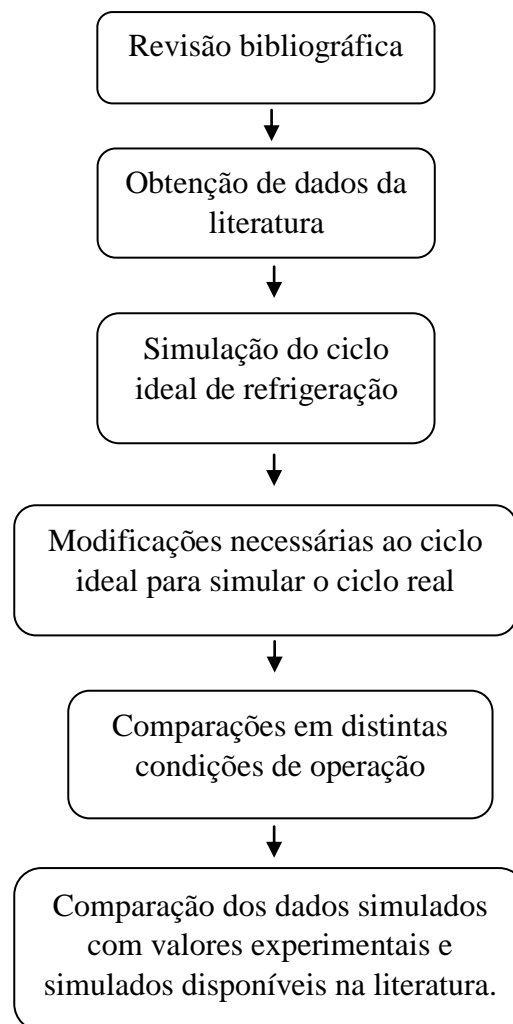 Revisão bibliográfica
Obtenção de dados da
literatura
Simulação do ciclo
ideal de refrigeração
Modificações necessárias ao ciclo
ideal para simular o ciclo real
Comparações em distintas
condições de operação
Comparação dos dados simulados
com valores experimentais e
simulados disponíveis na literatura.